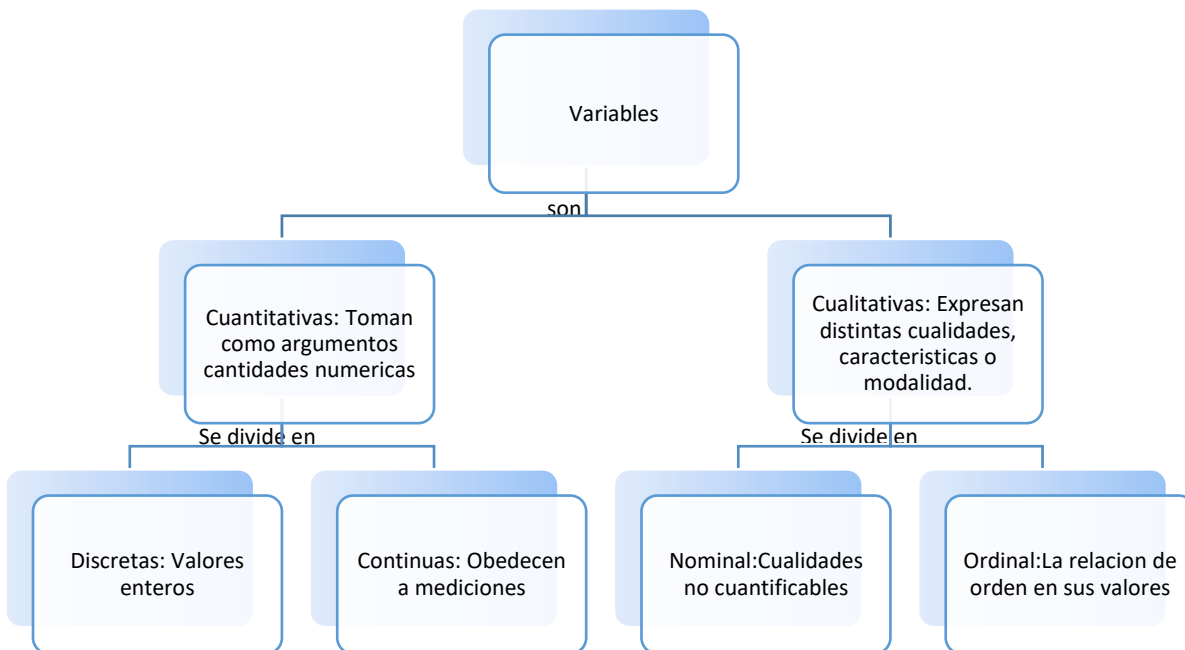 Variables
son
Cuantitativas: Toman
como argumentos
cantidades numericas
Cualitativas: Expresan
distintas cualidades,
caracteristicas o
modalidad.
Se divide en
Se divide en
Discretas: Valores
enteros
Continuas: Obedecen
a mediciones
Nominal:Cualidades
no cuantificables
Ordinal:La relacion de
orden en sus valores